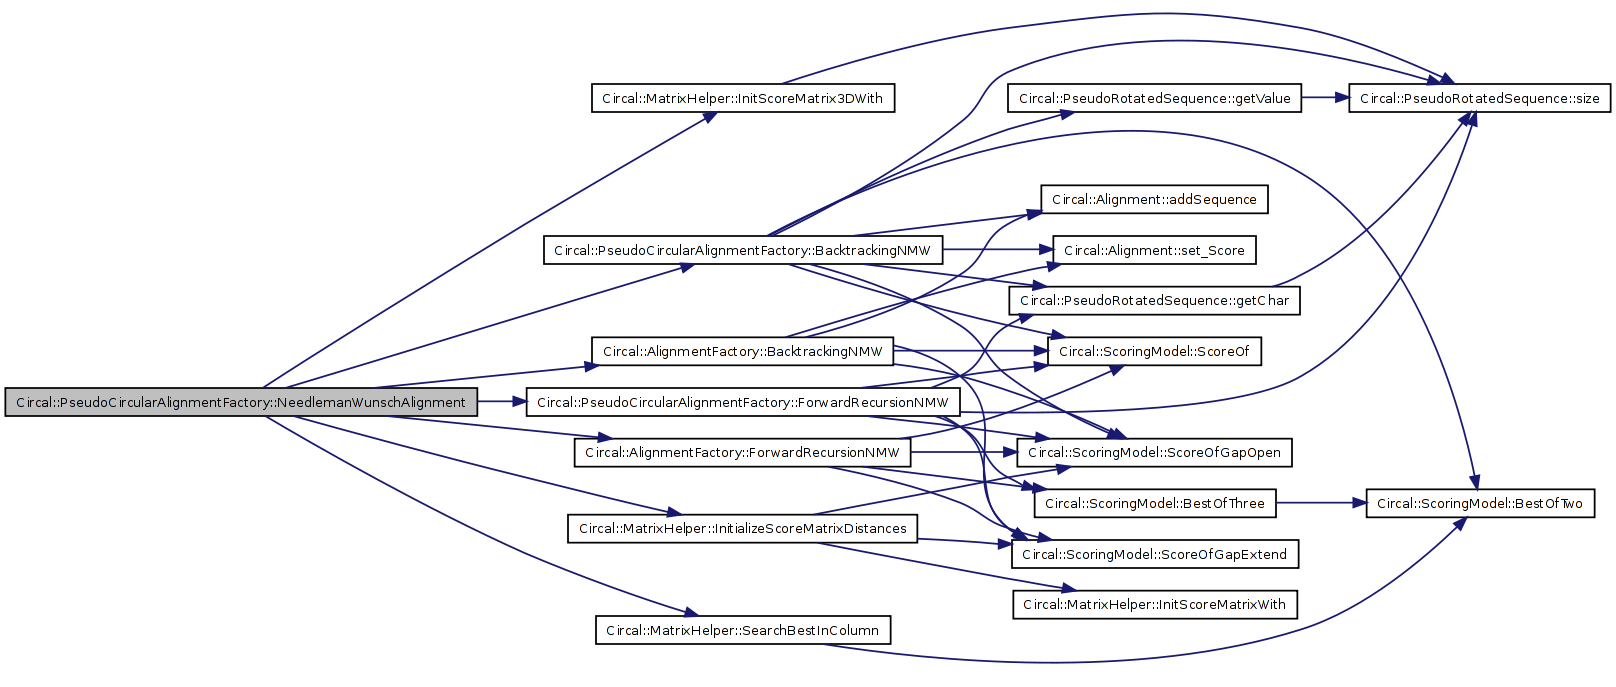 Circal::MatrixHelper::InitScoreMatrix3DWith
Circal::PseudoRotatedSequence::getValue
Circal::PseudoRotatedSequence::size
Circal::Alignment::addSequence
Circal::PseudoCircularAlignmentFactory::BacktrackingNMW
Circal::Alignment::set_Score
Circal::PseudoRotatedSequence::getChar
Circal::AlignmentFactory::BacktrackingNMW
Circal::ScoringModel::ScoreOf
Circal::PseudoCircularAlignmentFactory::NeedlemanWunschAlignment
Circal::PseudoCircularAlignmentFactory::ForwardRecursionNMW
Circal::AlignmentFactory::ForwardRecursionNMW
Circal::ScoringModel::ScoreOfGapOpen
Circal::ScoringModel::BestOfThree
Circal::ScoringModel::BestOfTwo
Circal::MatrixHelper::InitializeScoreMatrixDistances
Circal::ScoringModel::ScoreOfGapExtend
Circal::MatrixHelper::InitScoreMatrixWith
Circal::MatrixHelper::SearchBestInColumn